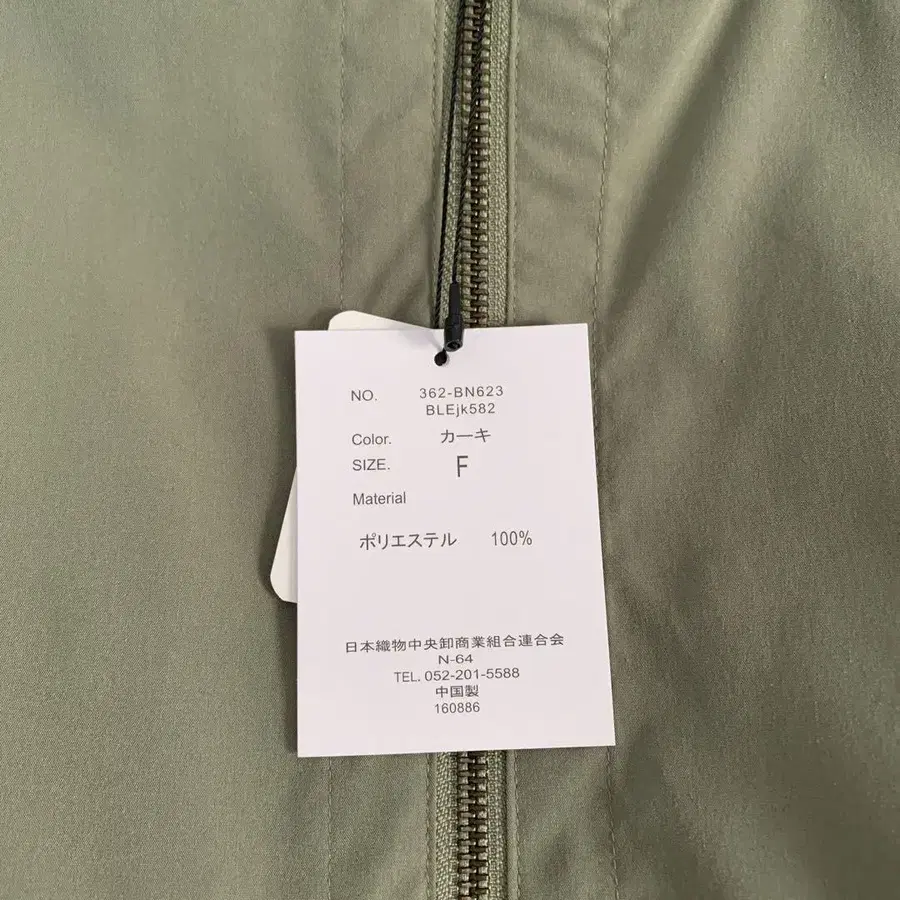 NO. 362-BN623
BLEjk582
Color. カーキ
SIZE. F
Material
ポリエステル 100%
日本織物中央卸商業組合連合会
N-64
TEL. 052-201-5588
中国製
160886